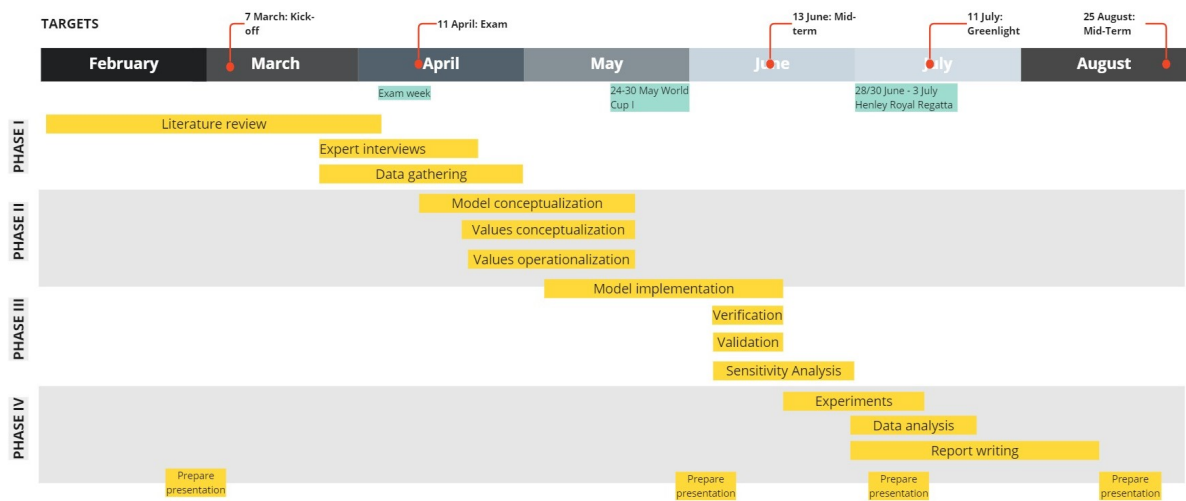 TARGETS
7 March: Kick-
off
11 April: Exam
13 June: Mid-
term
11 July:
Greenlight
25 August:
Mid-Term
February
March
April
May
June
July
August
Exam week
24-30 May World
Cup I
28/30 June - 3 July
Henley Royal Regatta
PHASE I
Literature review
Expert interviews
Data gathering
PHASE II
Model conceptualization
Values conceptualization
Values operationalization
PHASE III
Model implementation
Verification
Validation
Sensitivity Analysis
PHASE IV
Experiments
Data analysis
Report writing
Prepare
presentation
Prepare
presentation
Prepare
presentation
Prepare
presentation